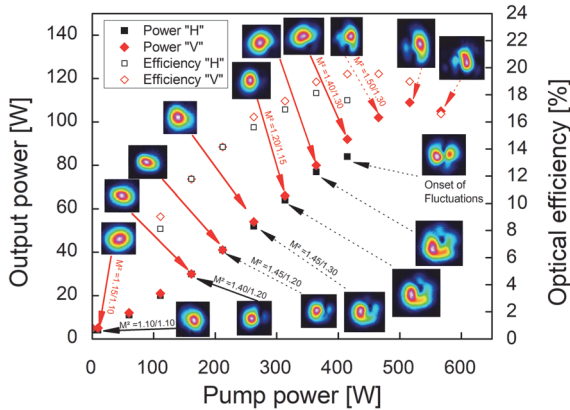 Power "H"
Power "V"
Efficiency "H"
Efficiency "V"
Output power [W]
140
120
100
80
60
40
20
0
Optical efficiency [%]
24
22
20
18
16
14
12
10
8
6
4
2
0
M²=1.50/1.30
M²=1.40/1.30
M²=1.20/1.15
Onset of
Fluctuations
M²=1.45/1.30
M²=1.45/1.20
M²=1.40/1.20
M²=1.15/1.10
M²=1.10/1.10
0 100 200 300 400 500 600
Pump power [W]